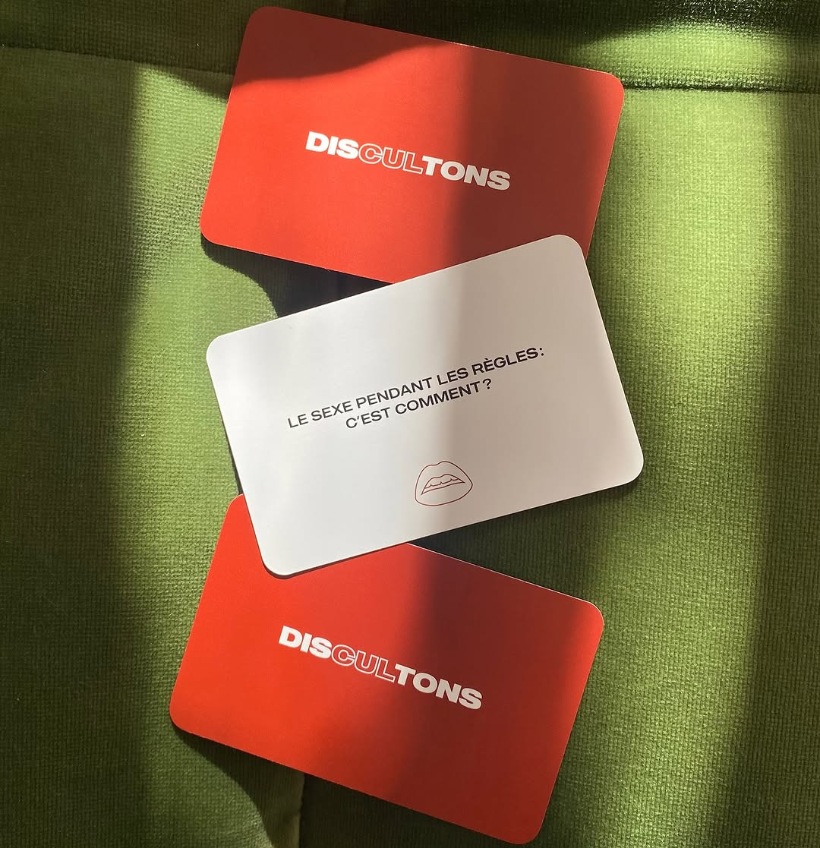 DISCULTONS
LE SEXE PENDANT LES RÈGLES:
C'EST COMMENT?
DISCULTONS